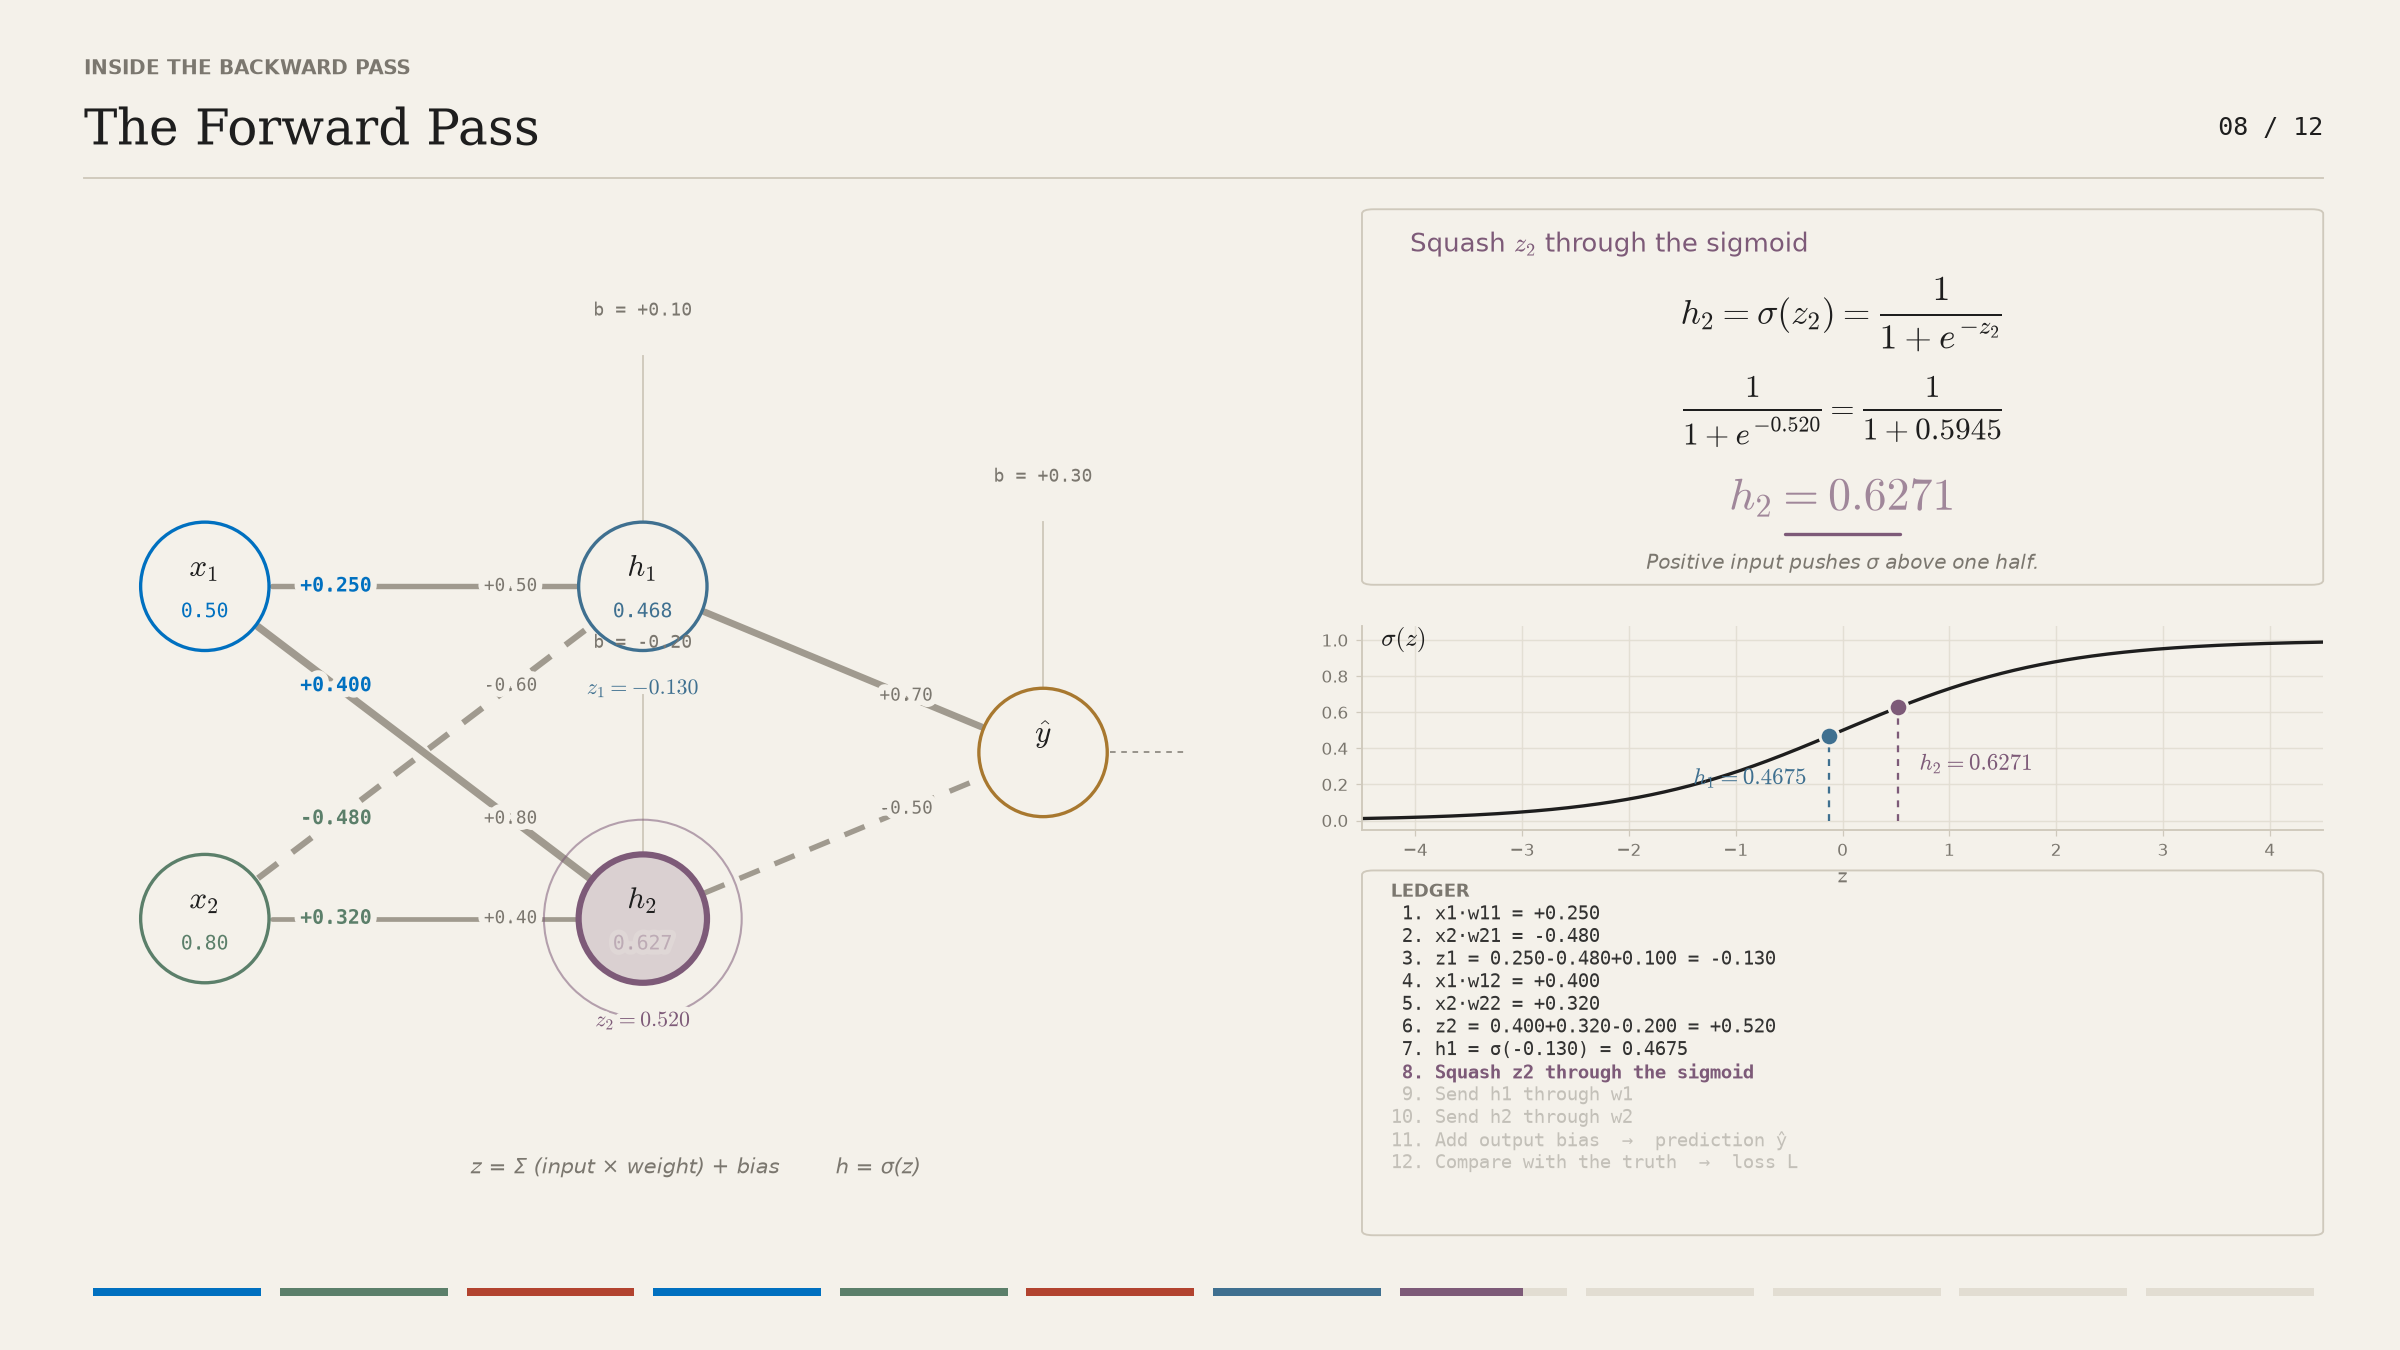 INSIDE THE BACKWARD PASS
The Forward Pass
08 / 12
b = +0.10
b = +0.30
x₁
0.50
+0.250
+0.50
h₁
0.468
b = -0.20
z₁ = −0.130
+0.400
-0.60
+0.70
ŷ
-0.480
+0.80
-0.50
x₂
0.80
+0.320
+0.40
h₂
0.627
z₂ = 0.520
z = Σ (input × weight) + bias h = σ(z)
Squash z₂ through the sigmoid
h₂ = σ(z₂) = 1 / (1 + e^(−z₂))
1 / (1 + e^(−0.520)) = 1 / (1 + 0.5945)
h₂ = 0.6271
Positive input pushes σ above one half.
σ(z)
1.0
0.8
0.6
0.4
0.2
0.0
h₁ = 0.4675
h₂ = 0.6271
−4 −3 −2 −1 0 1 2 3 4
z
LEDGER
1. x1·w11 = +0.250
2. x2·w21 = -0.480
3. z1 = 0.250-0.480+0.100 = -0.130
4. x1·w12 = +0.400
5. x2·w22 = +0.320
6. z2 = 0.400+0.320-0.200 = +0.520
7. h1 = σ(-0.130) = 0.4675
8. Squash z2 through the sigmoid
9. Send h1 through w1
10. Send h2 through w2
11. Add output bias → prediction ŷ
12. Compare with the truth → loss L